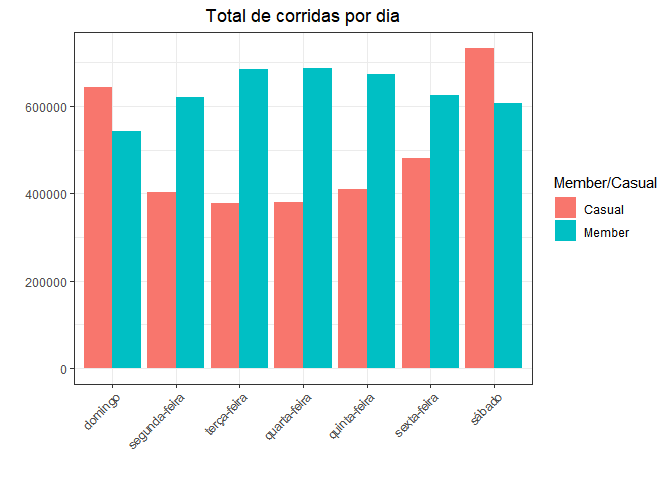 Total de corridas por dia
600000
400000
200000
0
domingo
segunda-feira
terça-feira
quarta-feira
quinta-feira
sexta-feira
sábado
Member/Casual
Casual
Member